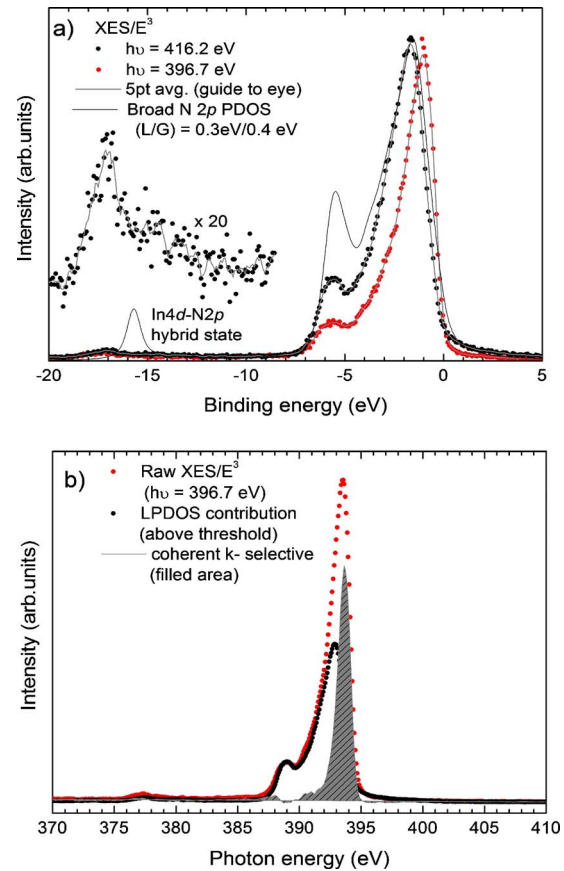 a)
XES/E³
hυ = 416.2 eV
hυ = 396.7 eV
5pt avg. (guide to eye)
Broad N 2p PDOS
(L/G) = 0.3eV/0.4 eV
x 20
In4d-N2p
hybrid state
Intensity (arb.units)
-20 -15 -10 -5 0 5
Binding energy (eV)
b)
Raw XES/E³
(hυ = 396.7 eV)
LPDOS contribution
(above threshold)
coherent k- selective
(filled area)
Intensity (arb.units)
370 375 380 385 390 395 400 405 410
Photon energy (eV)